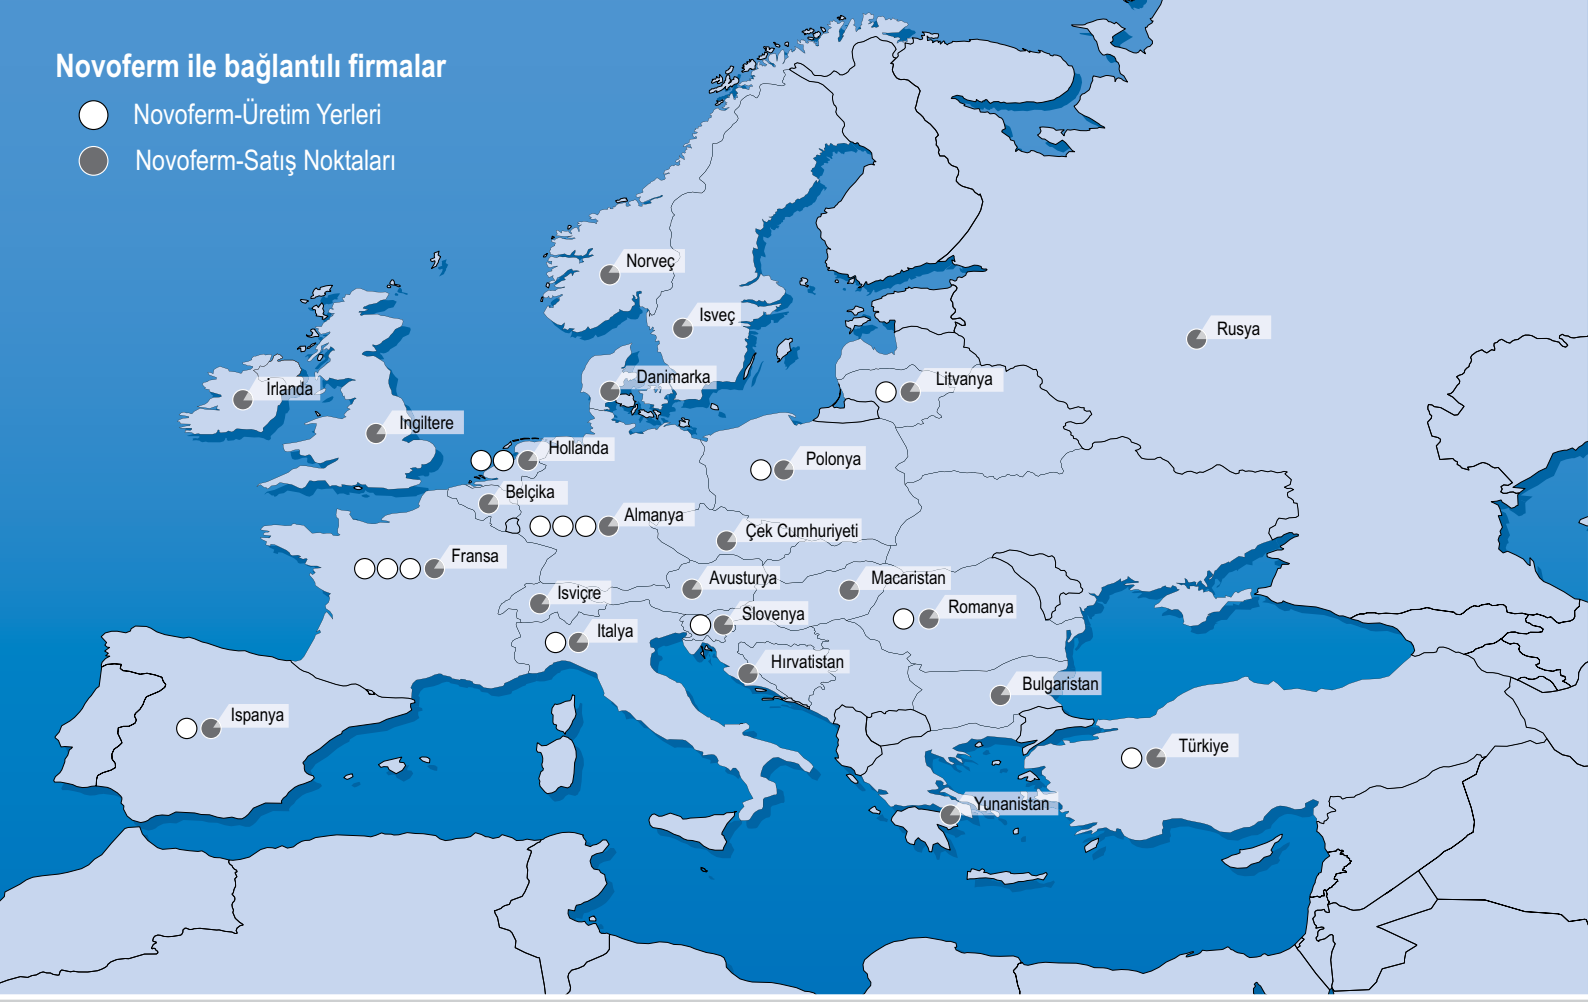 Novoferm ile bağlantılı firmalar
Novoferm-Üretim Yerleri
Novoferm-Satış Noktaları
Norveç
Isveç
Rusya
Danimarka
Litvanya
İrlanda
Ingiltere
Hollanda
Polonya
Belçika
Almanya
Çek Cumhuriyeti
Fransa
Avusturya
Macaristan
Isviçre
Romanya
Slovenya
Italya
Hırvatistan
Bulgaristan
Ispanya
Türkiye
Yunanistan